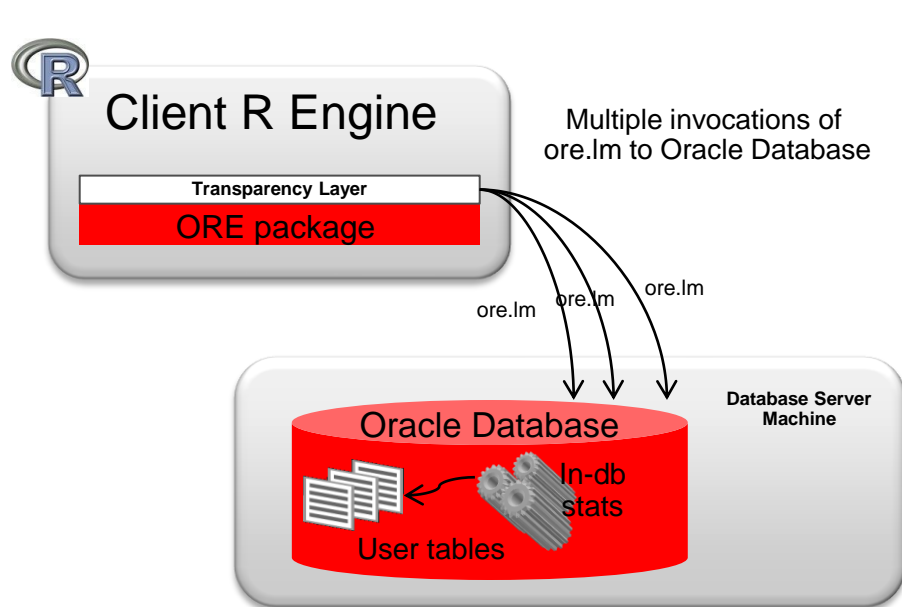 R
Client R Engine
Multiple invocations of
ore.lm to Oracle Database
Transparency Layer
ORE package
ore.lm
ore.lm
ore.lm
Database Server
Machine
Oracle Database
In-db
stats
User tables